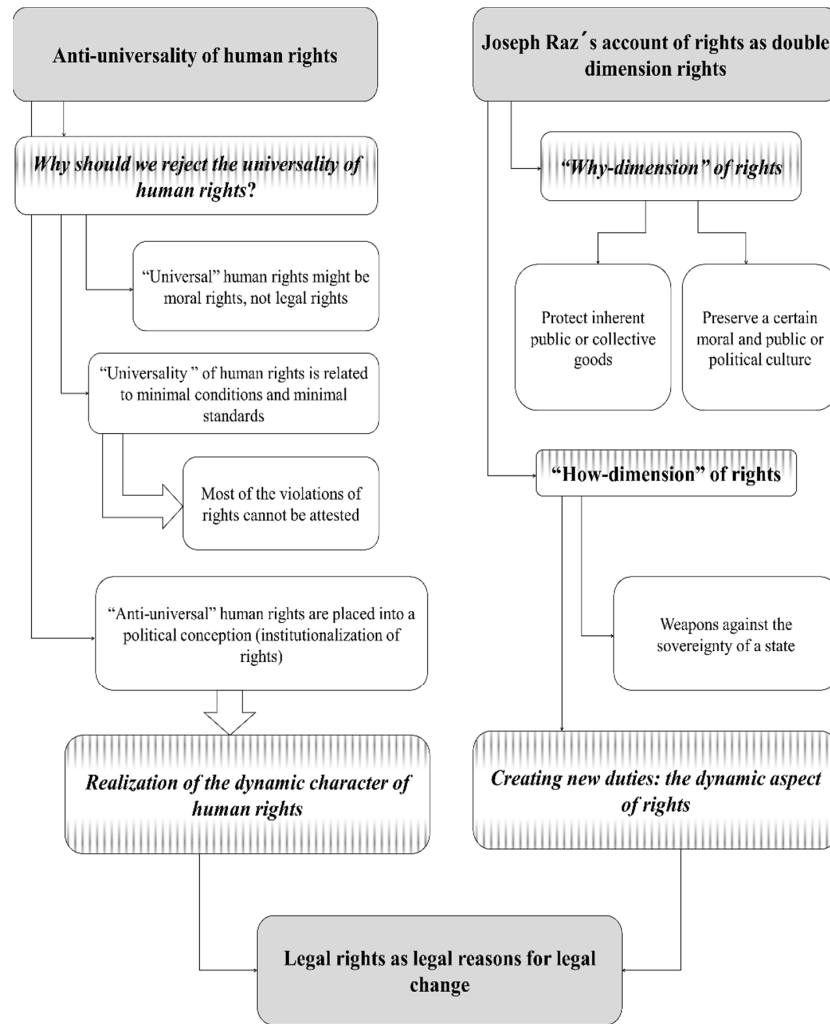 Anti-universality of human rights
Why should we reject the universality of
human rights?
“Universal” human rights might be
moral rights, not legal rights
“Universality ” of human rights is related
to minimal conditions and minimal
standards
Most of the violations of
rights cannot be attested
“Anti-universal” human rights are placed into a
political conception (institutionalization of
rights)
Realization of the dynamic character of
human rights
Joseph Raz´s account of rights as double
dimension rights
“Why-dimension” of rights
Protect inherent
public or collective
goods
Preserve a certain
moral and public or
political culture
“How-dimension” of rights
Weapons against the
sovereignty of a state
Creating new duties: the dynamic aspect
of rights
Legal rights as legal reasons for legal
change